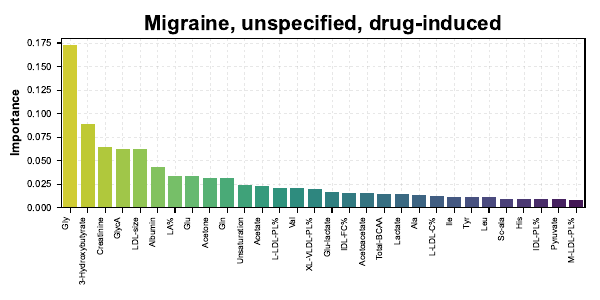 Migraine, unspecified, drug-induced
Importance
0.175
0.150
0.125
0.100
0.075
0.050
0.025
0.000
Gly
3-Hydroxybutyrate
Creatinine
GlycA
LDL-size
Albumin
LA%
Glu
Acetone
Gln
Unsaturation
Acetate
L-LDL-PL%
Val
XL-VLDL-PL%
Glu-lactate
IDL-FC%
Acetoacetate
Total-BCAA
Lactate
Ala
L-LDL-C%
Ile
Tyr
Leu
Sc-ala
His
IDL-PL%
Pyruvate
M-LDL-PL%